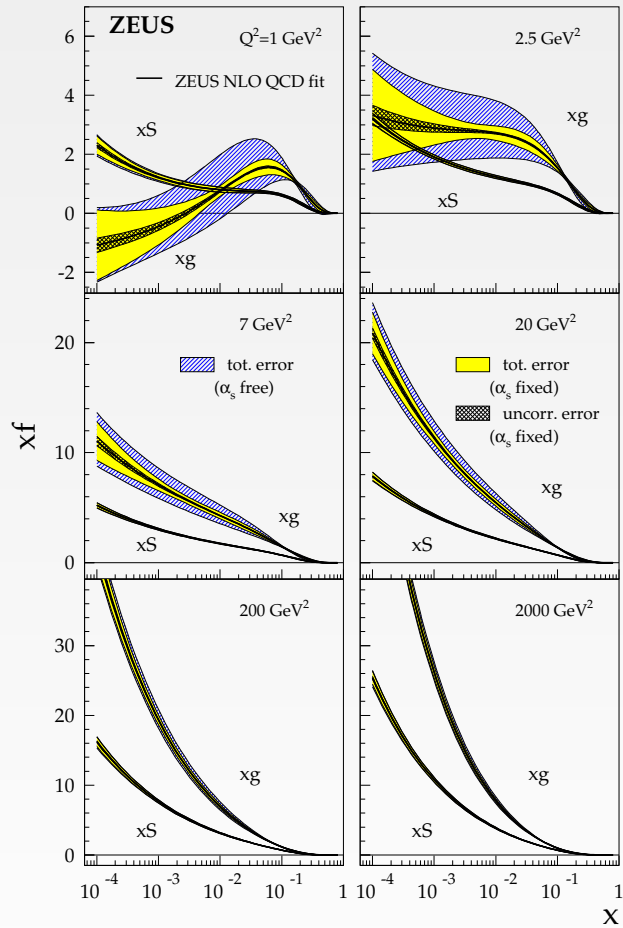 ZEUS
Q²=1 GeV²
ZEUS NLO QCD fit
xS
xg
6
4
2
0
-2
2.5 GeV²
xg
xS
7 GeV²
tot. error
(αs free)
xg
xS
20
10
0
20 GeV²
tot. error
(αs fixed)
uncorr. error
(αs fixed)
xg
xS
xf
200 GeV²
xg
xS
30
20
10
0
2000 GeV²
xg
xS
10⁻⁴ 10⁻³ 10⁻² 10⁻¹ 1
10⁻⁴ 10⁻³ 10⁻² 10⁻¹ 1
x